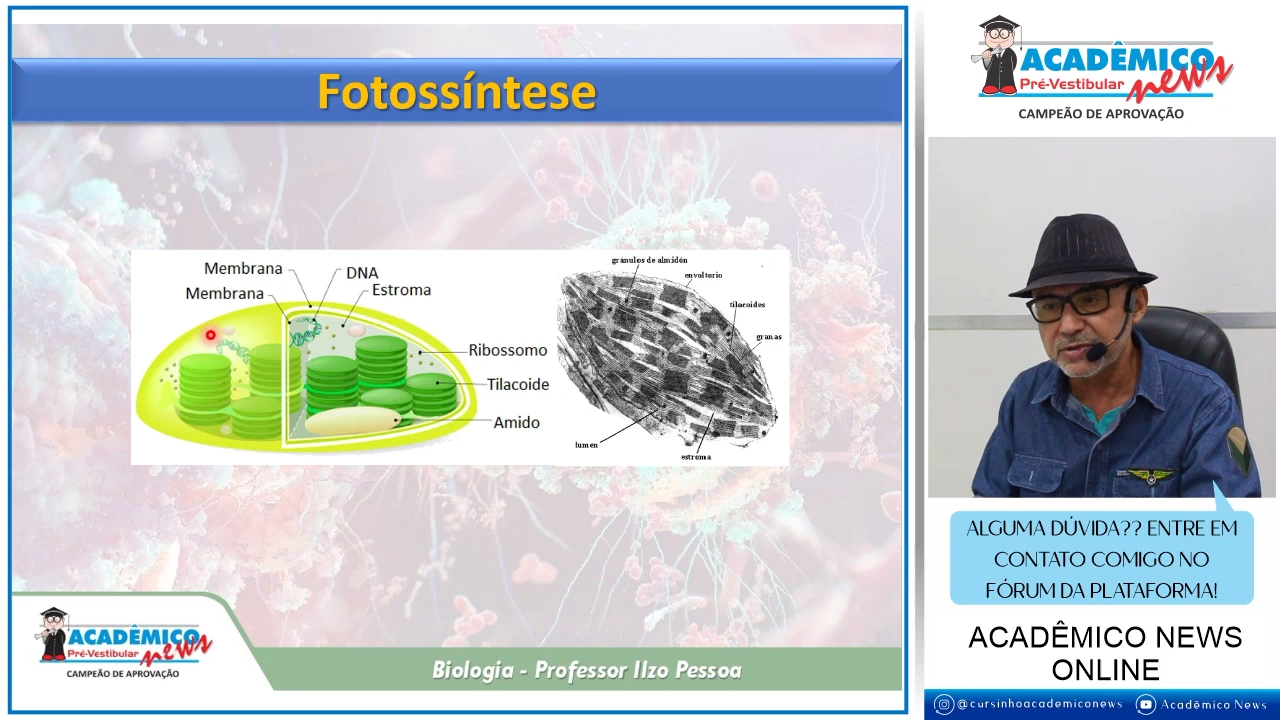 Fotossíntese
Membrana
Membrana
DNA
Estroma
Ribossomo
Tilacoide
Amido
gránulos de almidón
envoltorio
tilacoides
granas
lumen
estroma
ACADÊMICO
Pré-Vestibular news
CAMPEÃO DE APROVAÇÃO
Biologia - Professor Ilzo Pessoa
ACADÊMICO
Pré-Vestibular news
CAMPEÃO DE APROVAÇÃO
ALGUMA DÚVIDA?? ENTRE EM
CONTATO COMIGO NO
FÓRUM DA PLATAFORMA!
ACADÊMICO NEWS
ONLINE
@cursinhoacademiconews Acadêmico News